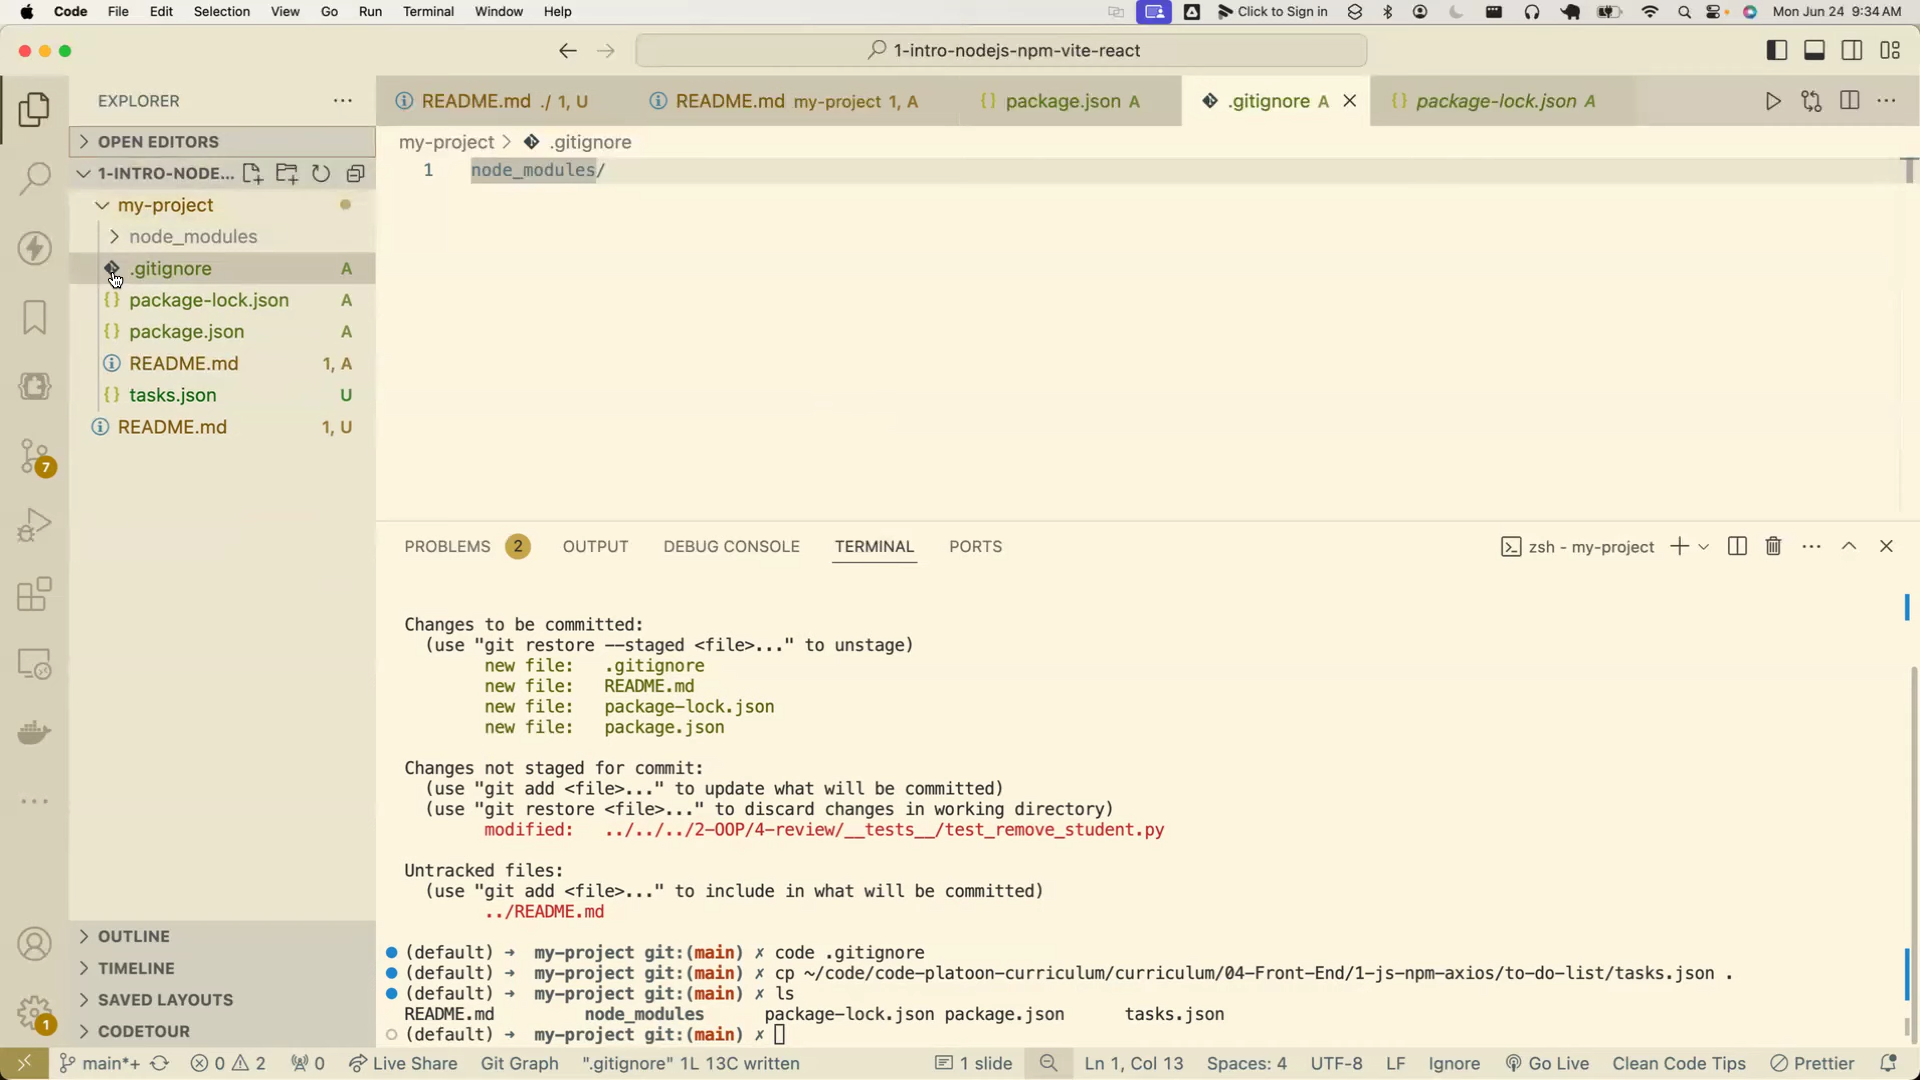 Code File Edit Selection View Go Run Terminal Window Help Click to Sign in Mon Jun 24 9:34 AM
1-intro-nodejs-npm-vite-react
EXPLORER
README.md ./ 1, U
README.md my-project 1, A
package.json A
.gitignore A
package-lock.json A
OPEN EDITORS
my-project > .gitignore
1-INTRO-NODE...
1 node_modules/
my-project
node_modules
.gitignore A
package-lock.json A
package.json A
README.md 1, A
tasks.json U
README.md 1, U
7
1
OUTLINE
TIMELINE
SAVED LAYOUTS
CODETOUR
PROBLEMS 2 OUTPUT DEBUG CONSOLE TERMINAL PORTS
zsh - my-project
Changes to be committed:
(use "git restore --staged <file>..." to unstage)
new file: .gitignore
new file: README.md
new file: package-lock.json
new file: package.json
Changes not staged for commit:
(use "git add <file>..." to update what will be committed)
(use "git restore <file>..." to discard changes in working directory)
modified: ../../../2-OOP/4-review/__tests__/test_remove_student.py
Untracked files:
(use "git add <file>..." to include in what will be committed)
../README.md
(default) → my-project git:(main) ✗ code .gitignore
(default) → my-project git:(main) ✗ cp ~/code/code-platoon-curriculum/curriculum/04-Front-End/1-js-npm-axios/to-do-list/tasks.json .
(default) → my-project git:(main) ✗ ls
README.md node_modules package-lock.json package.json tasks.json
(default) → my-project git:(main) ✗
main*+ 0 2 0 Live Share Git Graph ".gitignore" 1L 13C written 1 slide Ln 1, Col 13 Spaces: 4 UTF-8 LF Ignore Go Live Clean Code Tips Prettier